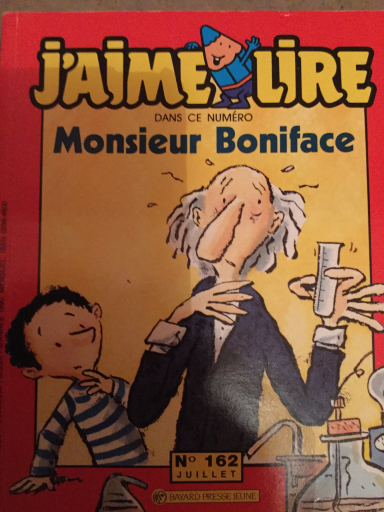 J'AIME LIRE
DANS CE NUMÉRO
Monsieur Boniface
N° 162
JUILLET
BAYARD PRESSE JEUNE